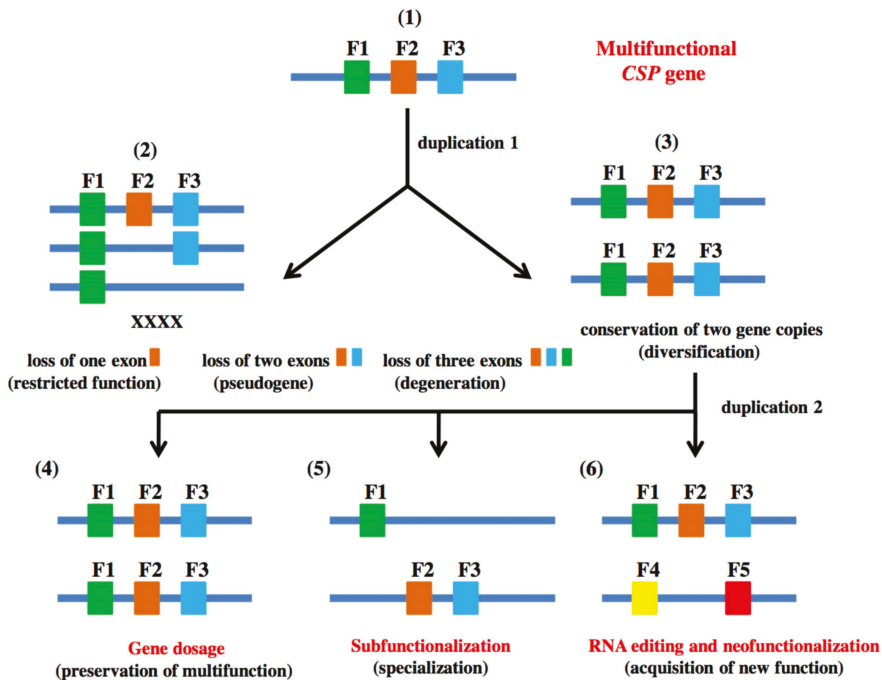 (1)
F1 F2 F3
Multifunctional
CSP gene
duplication 1
(2)
F1 F2 F3
XXXX
(3)
F1 F2 F3
F1 F2 F3
conservation of two gene copies
(diversification)
loss of one exon
(restricted function)
loss of two exons
(pseudogene)
loss of three exons
(degeneration)
duplication 2
(4)
F1 F2 F3
F1 F2 F3
Gene dosage
(preservation of multifunction)
(5)
F1
F2 F3
Subfunctionalization
(specialization)
(6)
F1 F2 F3
F4 F5
RNA editing and neofunctionalization
(acquisition of new function)